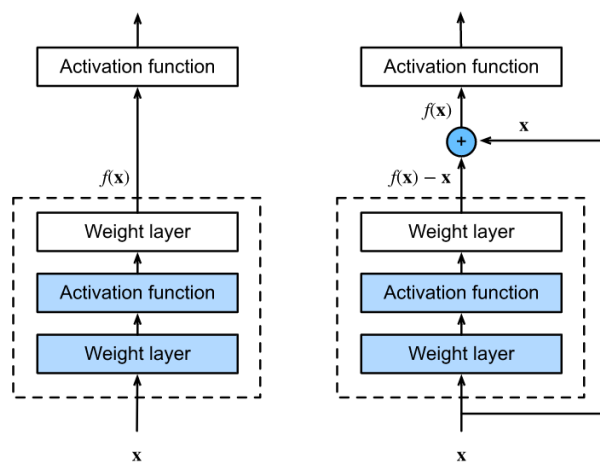 Activation function
f(x)
Weight layer
Activation function
Weight layer
x
Activation function
f(x)
+
x
f(x) − x
Weight layer
Activation function
Weight layer
x